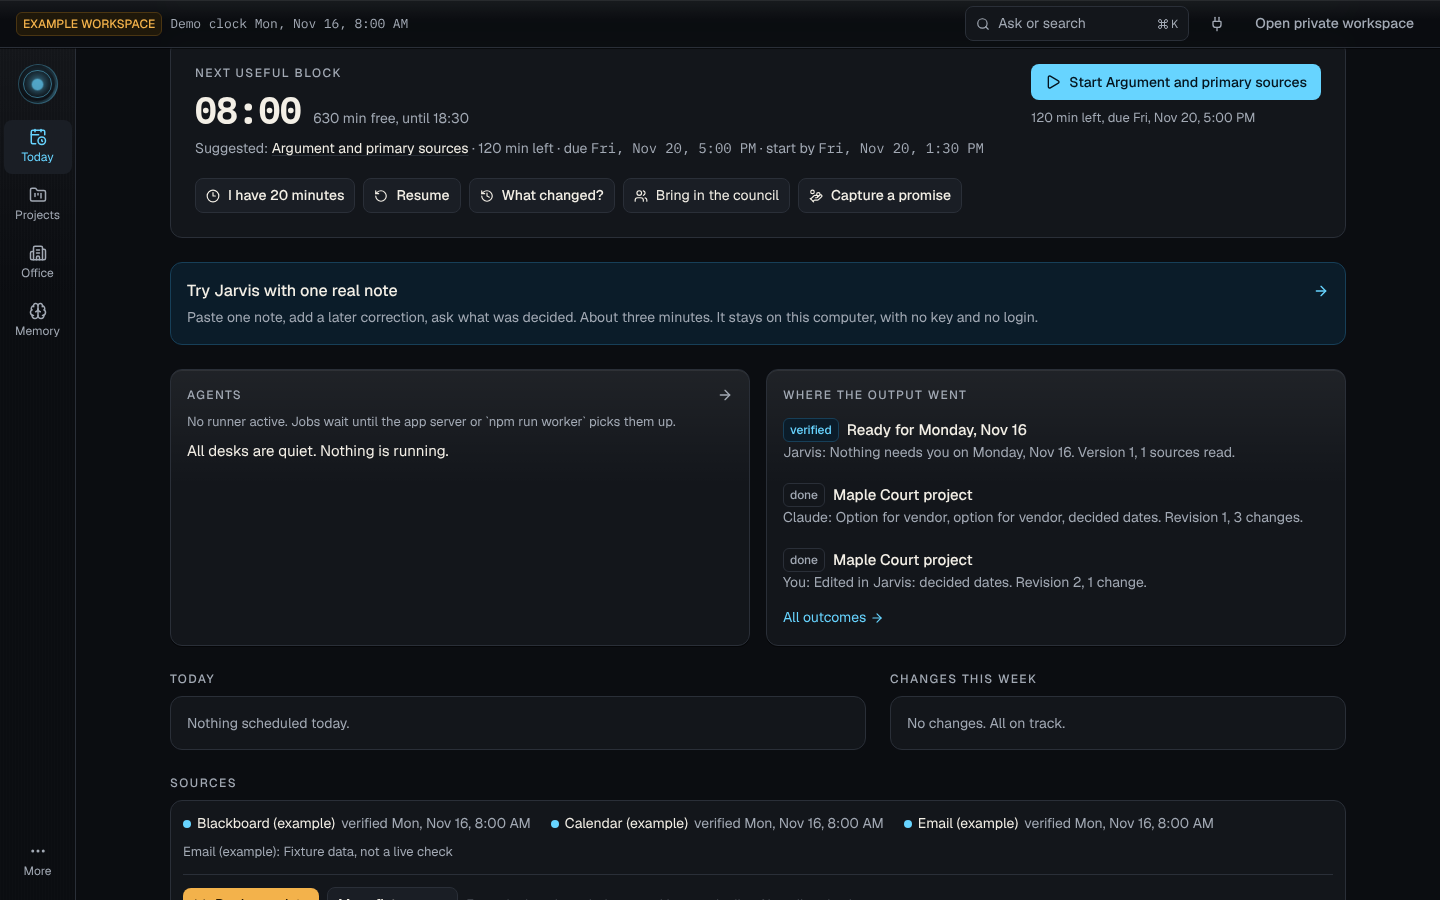 EXAMPLE WORKSPACE Demo clock Mon, Nov 16, 8:00 AM
Ask or search ⌘K
Open private workspace
Today
Projects
Office
Memory
More
NEXT USEFUL BLOCK
08:00 630 min free, until 18:30
Start Argument and primary sources
120 min left, due Fri, Nov 20, 5:00 PM
Suggested: Argument and primary sources · 120 min left · due Fri, Nov 20, 5:00 PM · start by Fri, Nov 20, 1:30 PM
I have 20 minutes
Resume
What changed?
Bring in the council
Capture a promise
Try Jarvis with one real note
Paste one note, add a later correction, ask what was decided. About three minutes. It stays on this computer, with no key and no login.
AGENTS
No runner active. Jobs wait until the app server or `npm run worker` picks them up.
All desks are quiet. Nothing is running.
WHERE THE OUTPUT WENT
verified Ready for Monday, Nov 16
Jarvis: Nothing needs you on Monday, Nov 16. Version 1, 1 sources read.
done Maple Court project
Claude: Option for vendor, option for vendor, decided dates. Revision 1, 3 changes.
done Maple Court project
You: Edited in Jarvis: decided dates. Revision 2, 1 change.
All outcomes →
TODAY
Nothing scheduled today.
CHANGES THIS WEEK
No changes. All on track.
SOURCES
Blackboard (example) verified Mon, Nov 16, 8:00 AM
Calendar (example) verified Mon, Nov 16, 8:00 AM
Email (example) verified Mon, Nov 16, 8:00 AM
Email (example): Fixture data, not a live check